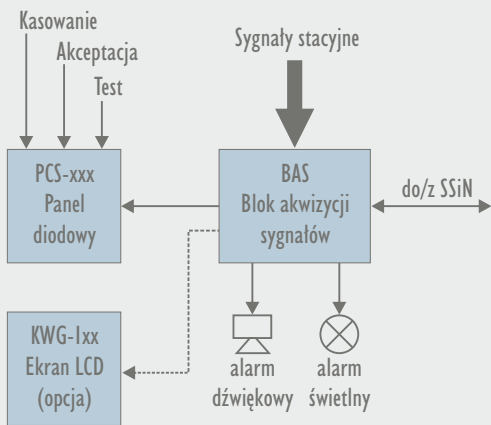 Kasowanie
Akceptacja
Test
Sygnały stacyjne
PCS-xxx
Panel
diodowy
BAS
Blok akwizycji
sygnałów
do/z SSiN
KWG-1xx
Ekran LCD
(opcja)
alarm
dźwiękowy
alarm
świetlny